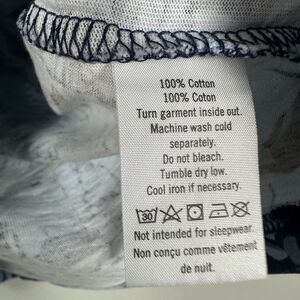 100% Cotton
100% Coton
Turn garment inside out.
Machine wash cold
separately.
Do not bleach.
Tumble dry low.
Cool iron if necessary.
30
Not intended for sleepwear.
Non conçu comme vêtement
de nuit.